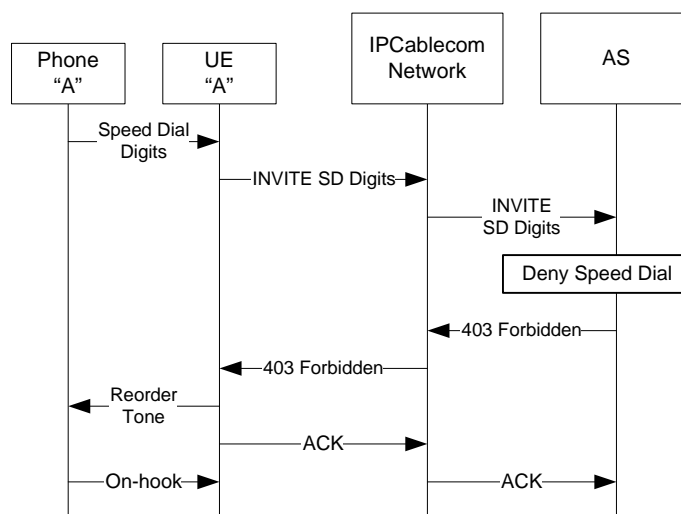 Phone
“A”
UE
“A”
IPCablecom
Network
AS
Speed Dial
Digits
INVITE SD Digits
INVITE
SD Digits
Deny Speed Dial
403 Forbidden
403 Forbidden
Reorder
Tone
ACK
On-hook
ACK